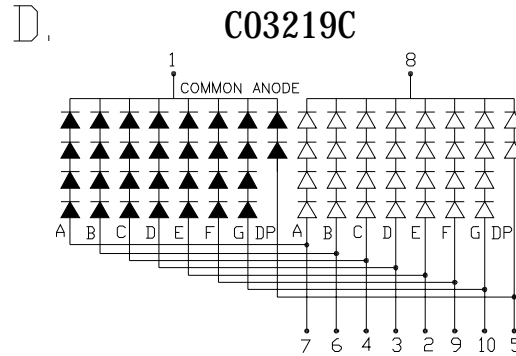 D.
C03219C
1 8
COMMON ANODE
A B C D E F G DP A B C D E F G DP
7 6 4 3 2 9 10 5